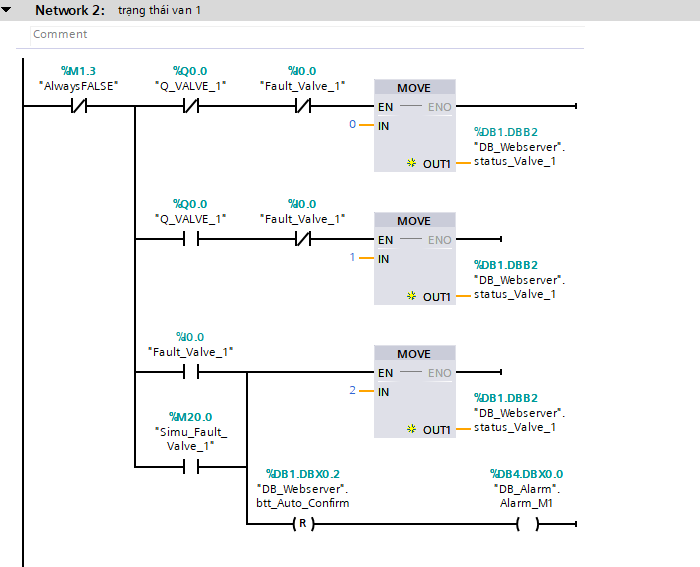 Network 2: trạng thái van 1
Comment
%M1.3
"AlwaysFALSE"
%Q0.0
"Q_VALVE_1"
%I0.0
"Fault_Valve_1"
MOVE
EN
ENO
0
IN
OUT1
%DB1.DBB2
"DB_Webserver".
status_Valve_1
%Q0.0
"Q_VALVE_1"
%I0.0
"Fault_Valve_1"
MOVE
EN
ENO
1
IN
OUT1
%DB1.DBB2
"DB_Webserver".
status_Valve_1
%I0.0
"Fault_Valve_1"
MOVE
EN
ENO
2
IN
OUT1
%DB1.DBB2
"DB_Webserver".
status_Valve_1
%M20.0
"Simu_Fault_
Valve_1"
%DB1.DBX0.2
"DB_Webserver".
btt_Auto_Confirm
R
%DB4.DBX0.0
"DB_Alarm".
Alarm_M1